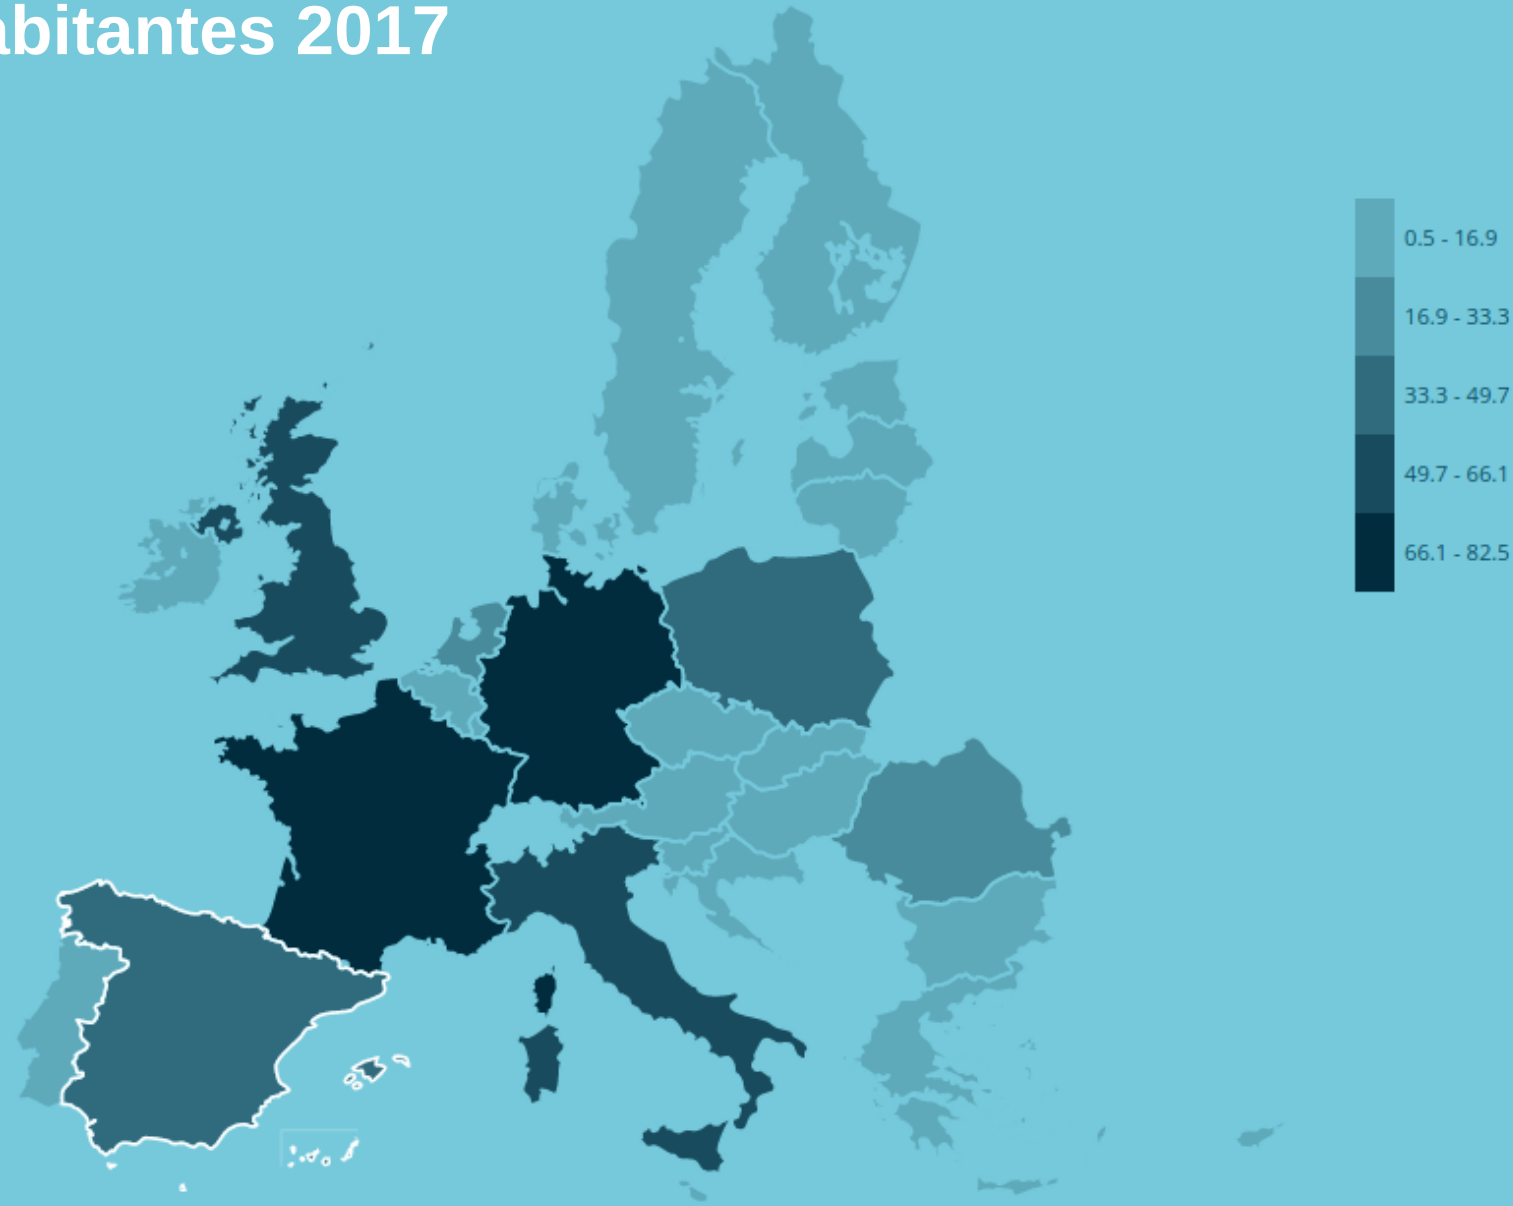 abitantes 2017
0.5 - 16.9
16.9 - 33.3
33.3 - 49.7
49.7 - 66.1
66.1 - 82.5